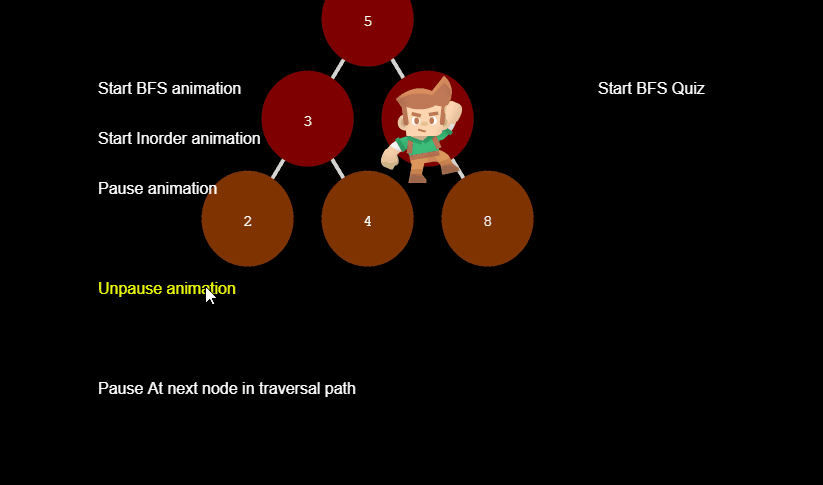 5
Start BFS animation
Start BFS Quiz
3
Start Inorder animation
Pause animation
2
4
8
Unpause animation
Pause At next node in traversal path